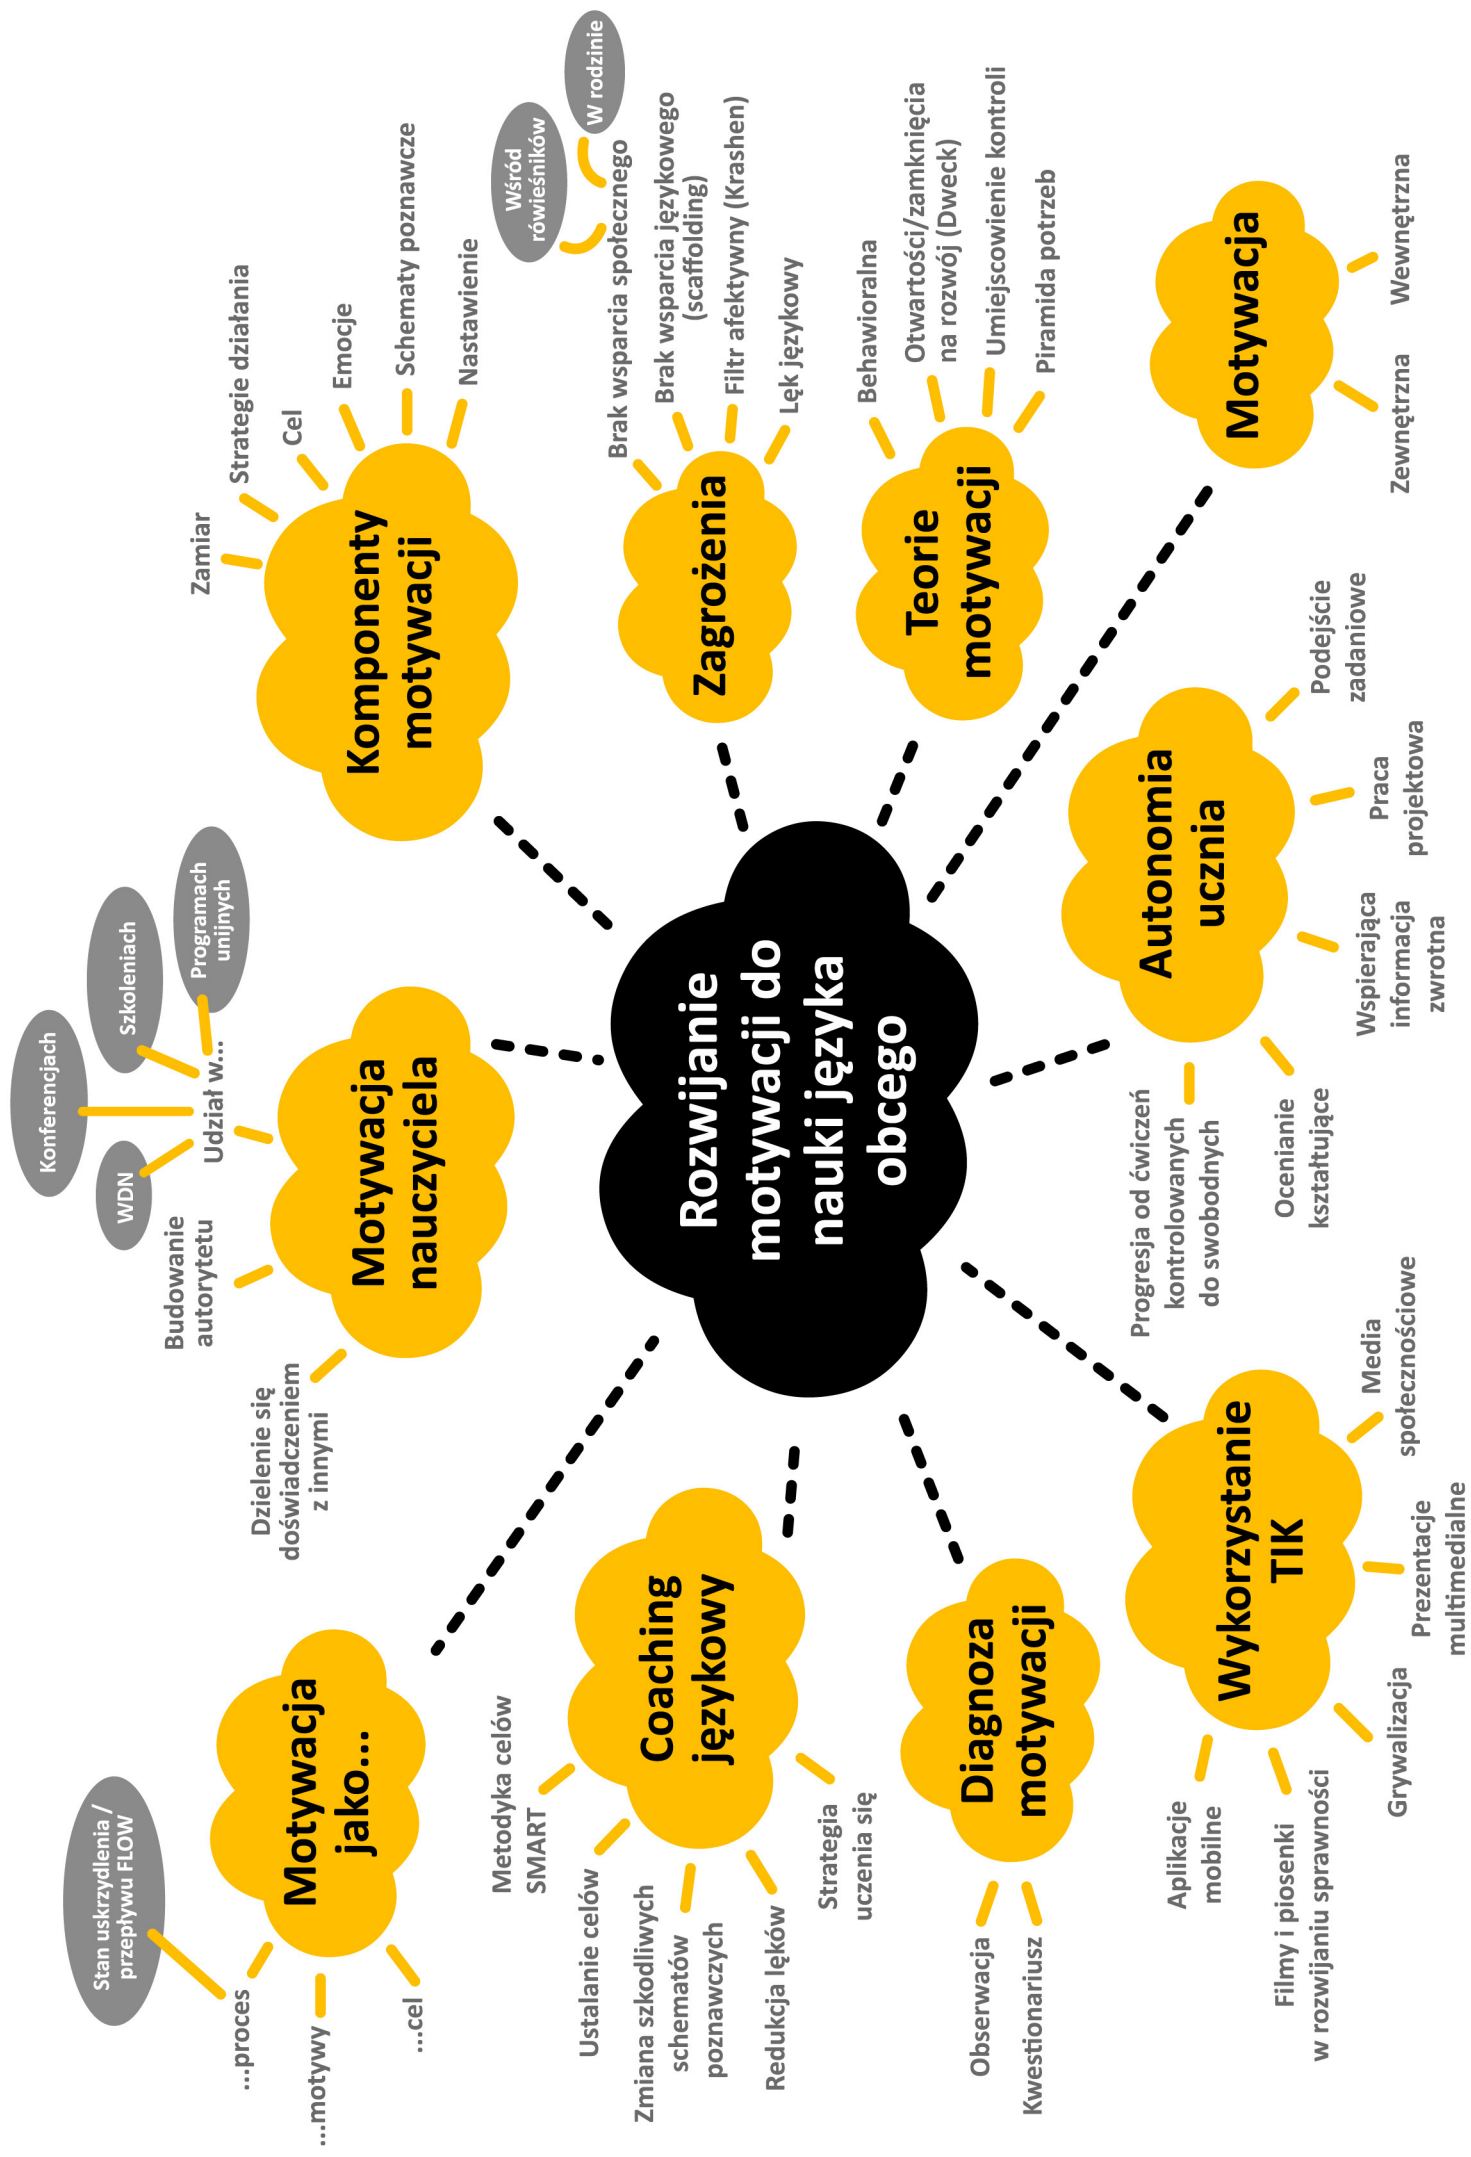 Stan uskrzydlenia /
przepływu FLOW
...proces
...motywy
...cel
Motywacja
jako...
Dzielenie się
doświadczeniem
z innymi
Budowanie
autorytetu
WDN
Konferencjach
Szkoleniach
Programach
unijnych
Udział w...
Motywacja
nauczyciela
Zamiar
Strategie działania
Cel
Emocje
Schematy poznawcze
Nastawienie
Komponenty
motywacji
Metodyka celów
SMART
Ustalanie celów
Zmiana szkodliwych
schematów
poznawczych
Redukcja lęków
Strategia
uczenia się
Coaching
językowy
Rozwijanie
motywacji do
nauki języka
obcego
Wśród
rówieśników
W rodzinie
Brak wsparcia społecznego
Brak wsparcia językowego
(scaffolding)
Filtr afektywny (Krashen)
Lęk językowy
Zagrożenia
Behawioralna
Otwartości/zamknięcia
na rozwój (Dweck)
Umiejscowienie kontroli
Piramida potrzeb
Teorie
motywacji
Obserwacja
Kwestionariusz
Diagnoza
motywacji
Aplikacje
mobilne
Filmy i piosenki
w rozwijaniu sprawności
Grywalizacja
Prezentacje
multimedialne
Media
społecznościowe
Wykorzystanie
TIK
Progresja od ćwiczeń
kontrolowanych
do swobodnych
Ocenianie
kształtujące
Wspierająca
informacja
zwrotna
Praca
projektowa
Podejście
zadaniowe
Autonomia
ucznia
Motywacja
Zewnętrzna
Wewnętrzna